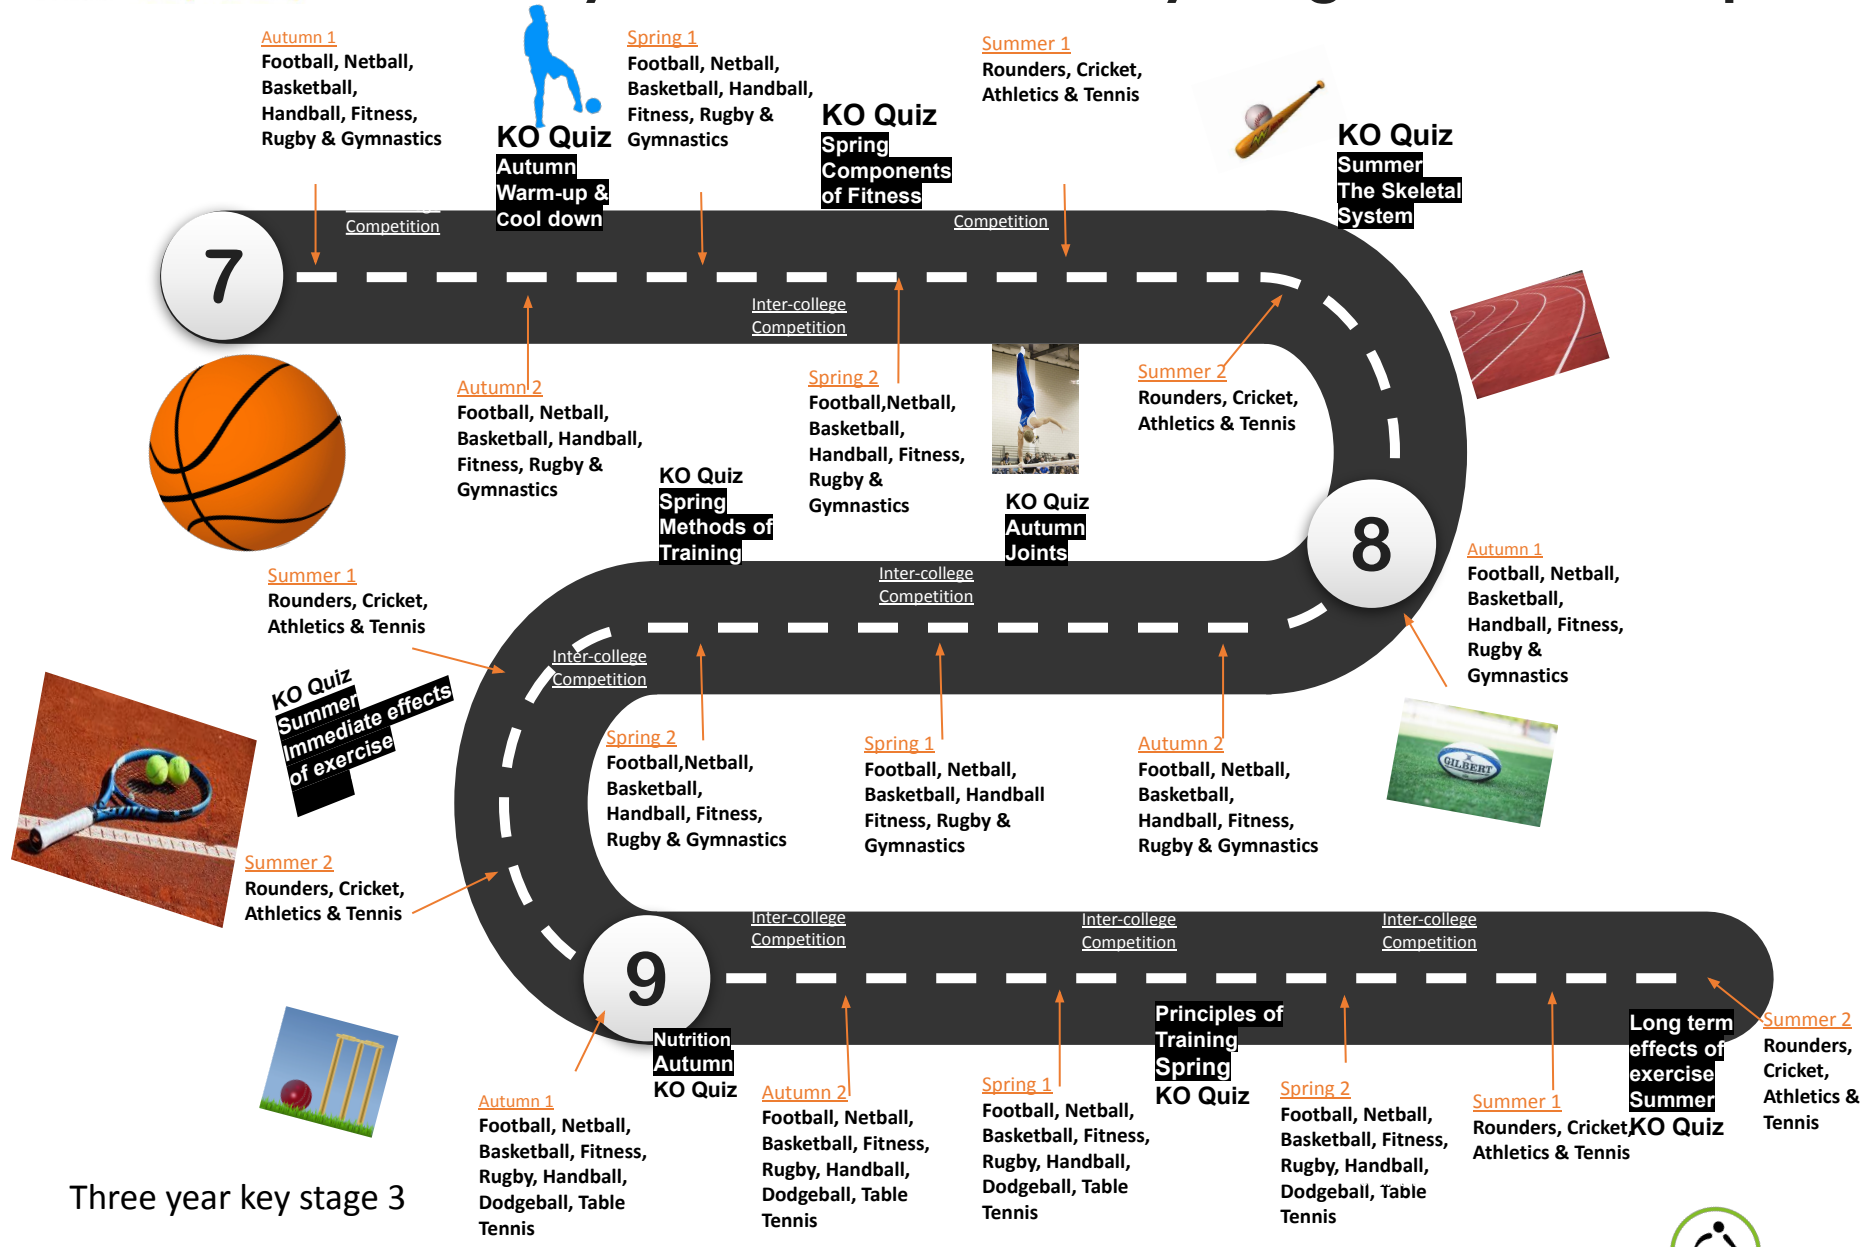 Autumn 1
Football, Netball,
Basketball,
Handball, Fitness,
Rugby & Gymnastics
KO Quiz
Autumn
Warm-up &
Cool down
Spring 1
Football, Netball,
Basketball, Handball,
Fitness, Rugby &
Gymnastics
KO Quiz
Spring
Components
of Fitness
Summer 1
Rounders, Cricket,
Athletics & Tennis
KO Quiz
Summer
The Skeletal
System
Competition
Competition
7
Inter-college
Competition
Autumn 2
Football, Netball,
Basketball, Handball,
Fitness, Rugby &
Gymnastics
Spring 2
Football,Netball,
Basketball,
Handball, Fitness,
Rugby &
Gymnastics
Summer 2
Rounders, Cricket,
Athletics & Tennis
KO Quiz
Spring
Methods of
Training
KO Quiz
Autumn
Joints
8
Autumn 1
Football, Netball,
Basketball,
Handball, Fitness,
Rugby &
Gymnastics
Inter-college
Competition
Summer 1
Rounders, Cricket,
Athletics & Tennis
Inter-college
Competition
KO Quiz
Summer
Immediate effects
of exercise
Spring 2
Football,Netball,
Basketball,
Handball, Fitness,
Rugby & Gymnastics
Spring 1
Football, Netball,
Basketball, Handball
Fitness, Rugby &
Gymnastics
Autumn 2
Football, Netball,
Basketball,
Handball, Fitness,
Rugby & Gymnastics
GILBERT
Summer 2
Rounders, Cricket,
Athletics & Tennis
Inter-college
Competition
Inter-college
Competition
Inter-college
Competition
9
Nutrition
Autumn
KO Quiz
Principles of
Training
Spring
KO Quiz
Long term
effects of
exercise
Summer
KO Quiz
Summer 2
Rounders,
Cricket,
Athletics &
Tennis
Autumn 1
Football, Netball,
Basketball, Fitness,
Rugby, Handball,
Dodgeball, Table
Tennis
Autumn 2
Football, Netball,
Basketball, Fitness,
Rugby, Handball,
Dodgeball, Table
Tennis
Spring 1
Football, Netball,
Basketball, Fitness,
Rugby, Handball,
Dodgeball, Table
Tennis
Spring 2
Football, Netball,
Basketball, Fitness,
Rugby, Handball,
Dodgeball, Table
Tennis
Summer 1
Rounders, Cricket,
Athletics & Tennis
Three year key stage 3